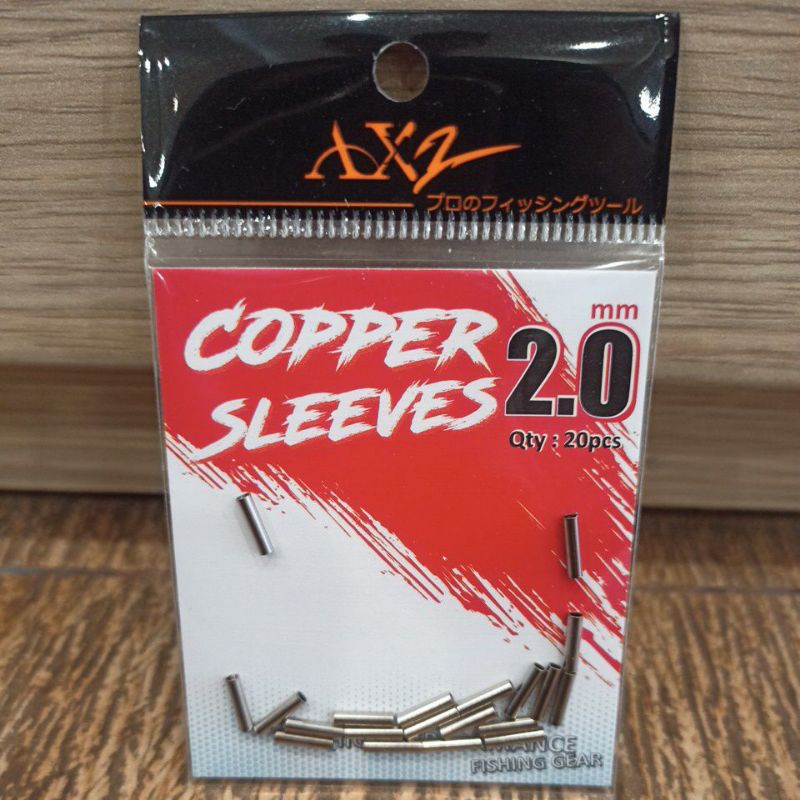 AX2
プロのフィッシングツール
COPPER
SLEEVES
mm
2.0
Qty : 20pcs
FISHING GEAR